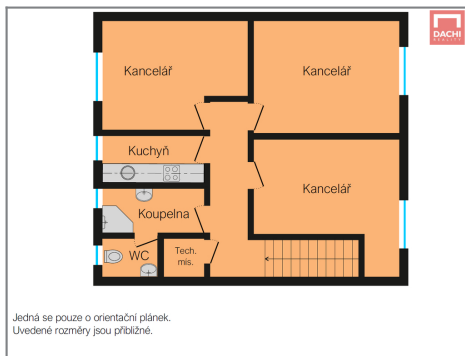 DACHI
REALITY
Kancelář
Kancelář
Kuchyň
Kancelář
Koupelna
WC
Tech.
mís.
Jedná se pouze o orientační plánek.
Uvedené rozměry jsou přibližné.